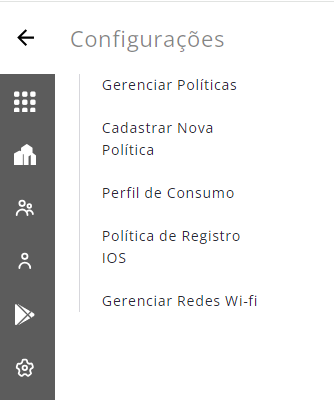 Configurações
Gerenciar Políticas
Cadastrar Nova
Política
Perfil de Consumo
Política de Registro
IOS
Gerenciar Redes Wi-fi